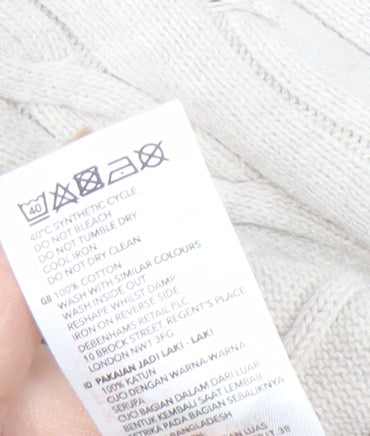 40
40°C SYNTHETIC CYCLE
DO NOT BLEACH
DO NOT TUMBLE DRY
COOL IRON
DO NOT DRY CLEAN
GB 100% COTTON
WASH WITH SIMILAR COLOURS
WASH INSIDE OUT
RESHAPE WHILST DAMP
IRON ON REVERSE SIDE
DEBENHAMS RETAIL PLC
10 BROCK STREET, REGENT'S PLACE
LONDON NW1 3FG
ID PAKAIAN JADI LAKI - LAKI
100% KATUN
CUCI DENGAN WARNA-WARNA
SERUPA
CUCI BAGIAN DALAM DARI LUAR
BENTUK KEMBALI SAAT LEMBAB
SETRIKA PADA BAGIAN SEBALIKNYA
BANGLADESH